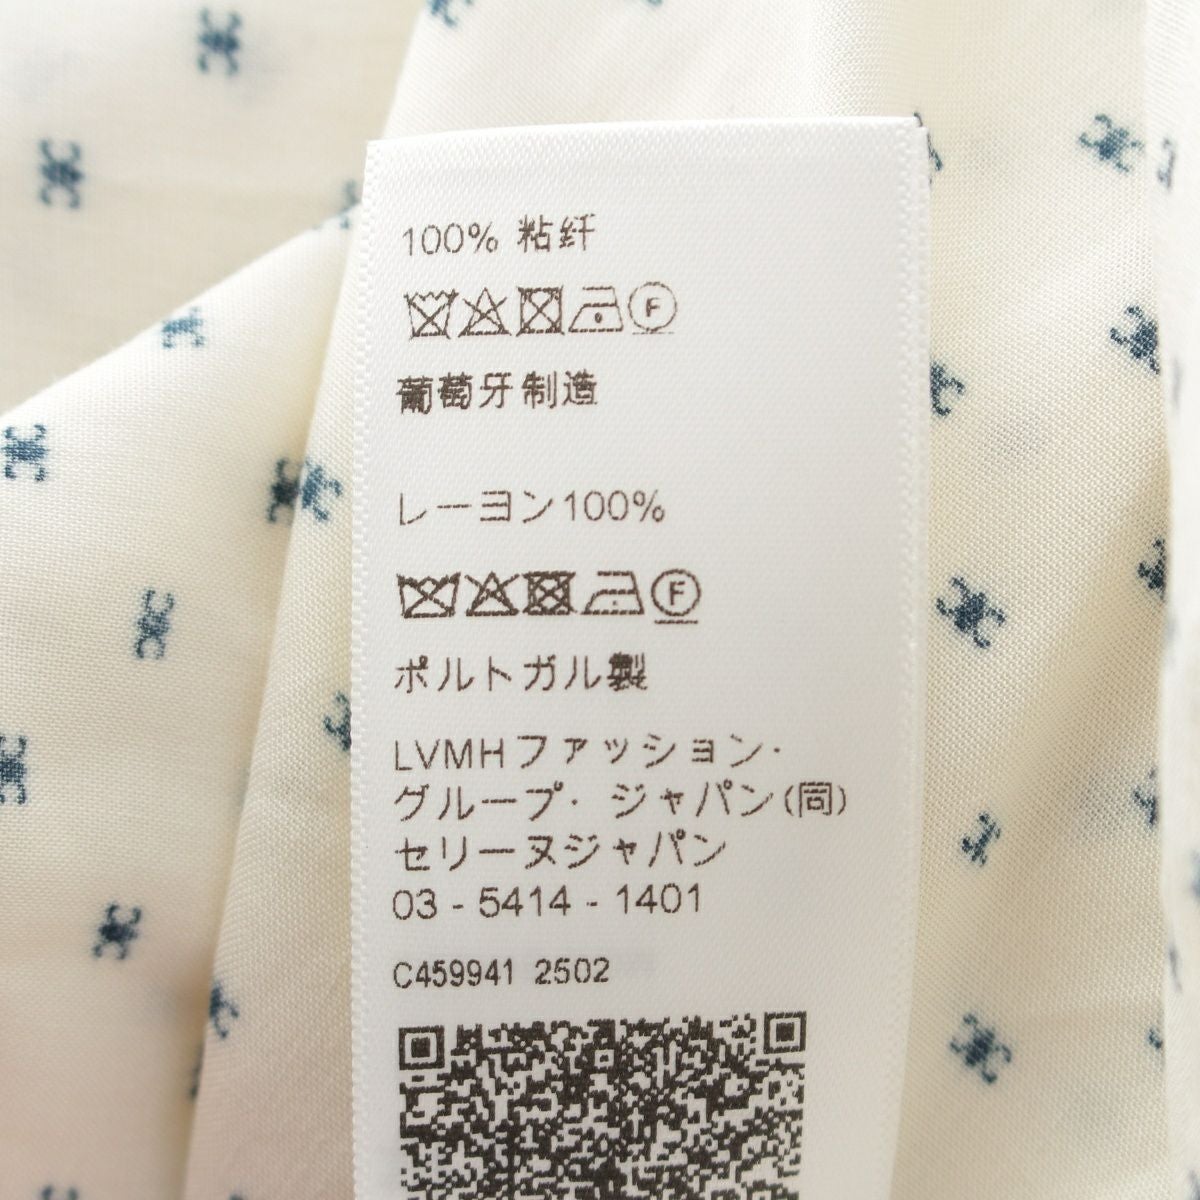 100% 粘纤
F
葡萄牙制造
レーヨン100%
F
ポルトガル製
LVMHファッション·
グループ· ジャパン(同)
セリーヌジャパン
03 - 5414 - 1401
C459941 2502